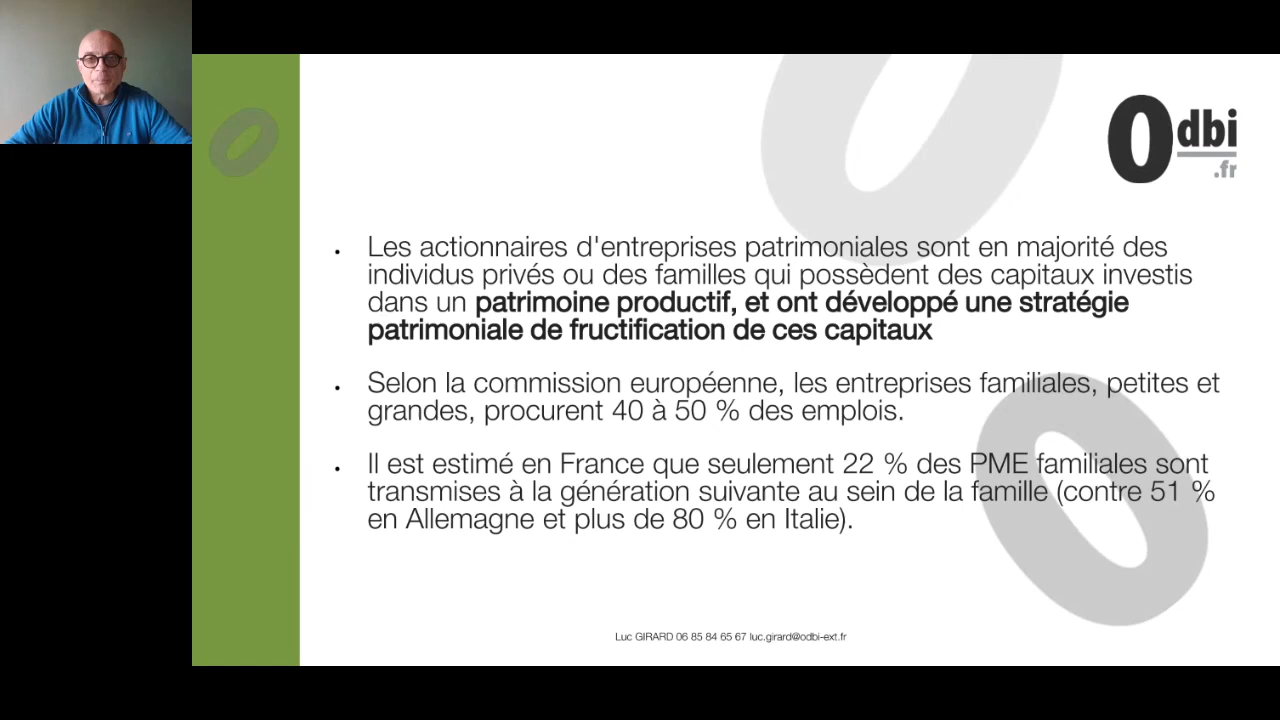 Odbi
.fr
• Les actionnaires d'entreprises patrimoniales sont en majorité des
individus privés ou des familles qui possèdent des capitaux investis
dans un patrimoine productif, et ont développé une stratégie
patrimoniale de fructification de ces capitaux
• Selon la commission européenne, les entreprises familiales, petites et
grandes, procurent 40 à 50 % des emplois.
• Il est estimé en France que seulement 22 % des PME familiales sont
transmises à la génération suivante au sein de la famille (contre 51 %
en Allemagne et plus de 80 % en Italie).
Luc GIRARD 06 85 84 65 67 luc.girard@odbi-ext.fr